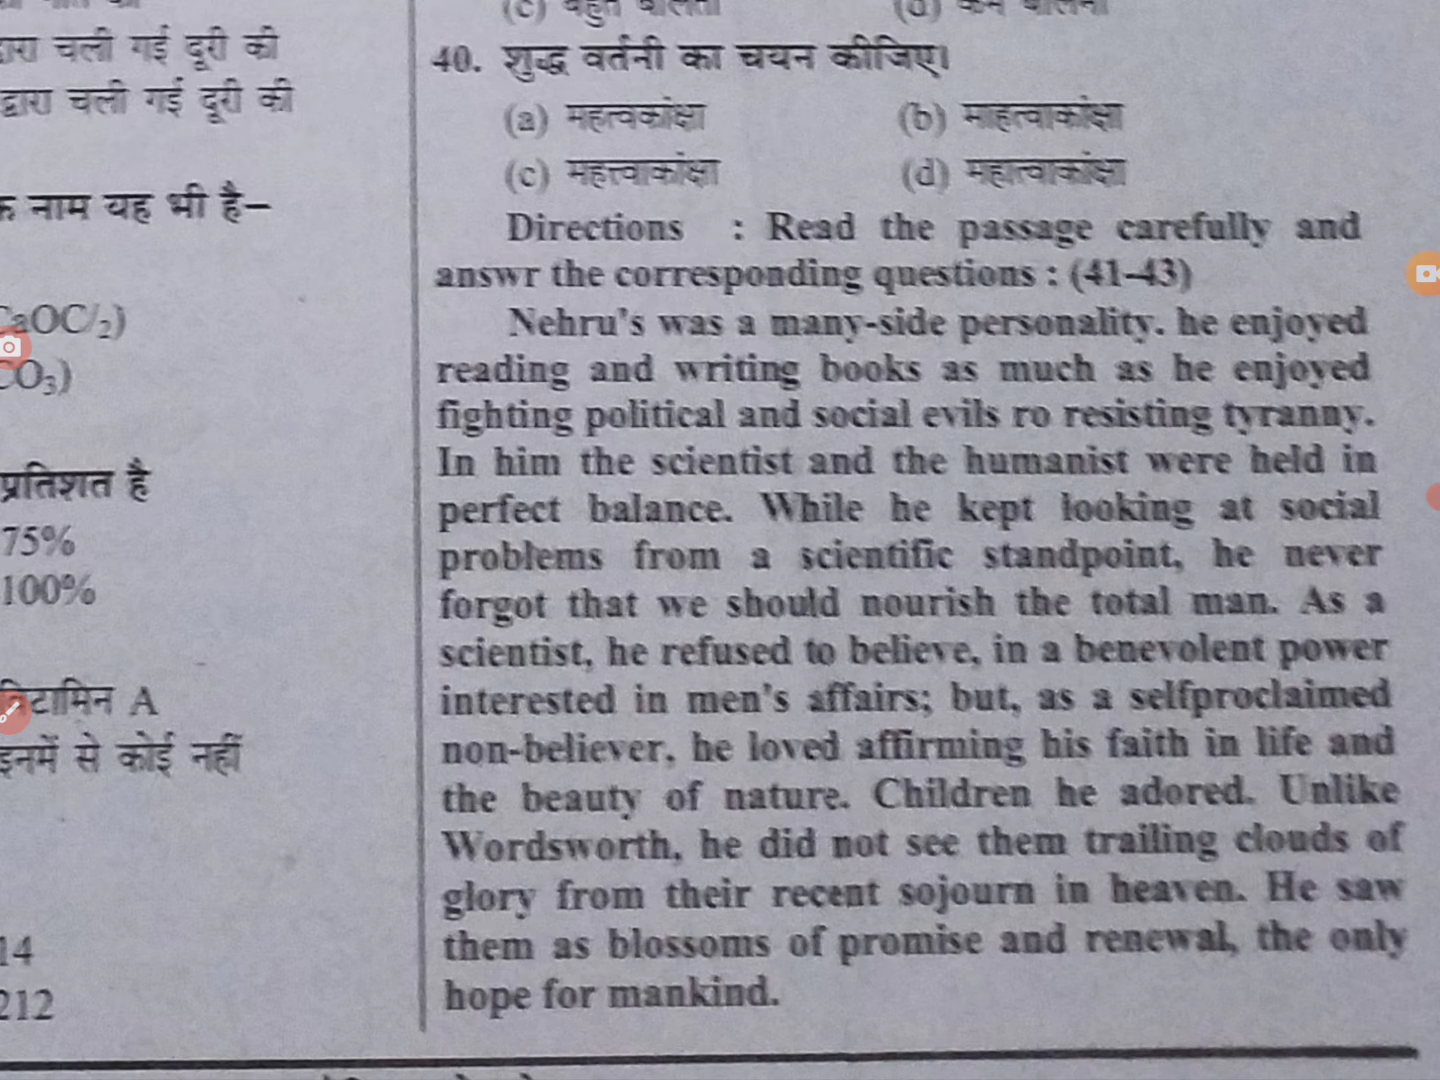 द्वारा चली गई दूरी की
द्वारा चली गई दूरी की
नाम यह भी है–
CaOC/₂)
CO₃)
प्रतिशत है
75%
100%
विटामिन A
इनमें से कोई नहीं
14
212
(c) बहुत बोलता (d) कम बोलना
40. शुद्ध वर्तनी का चयन कीजिए।
(a) महत्वकांक्षा (b) माहत्वाकांक्षा
(c) महत्त्वाकांक्षा (d) महात्वाकांक्षा
Directions : Read the passage carefully and
answr the corresponding questions : (41-43)
Nehru's was a many-side personality. he enjoyed
reading and writing books as much as he enjoyed
fighting political and social evils ro resisting tyranny.
In him the scientist and the humanist were held in
perfect balance. While he kept looking at social
problems from a scientific standpoint, he never
forgot that we should nourish the total man. As a
scientist, he refused to believe, in a benevolent power
interested in men's affairs; but, as a selfproclaimed
non-believer, he loved affirming his faith in life and
the beauty of nature. Children he adored. Unlike
Wordsworth, he did not see them trailing clouds of
glory from their recent sojourn in heaven. He saw
them as blossoms of promise and renewal, the only
hope for mankind.